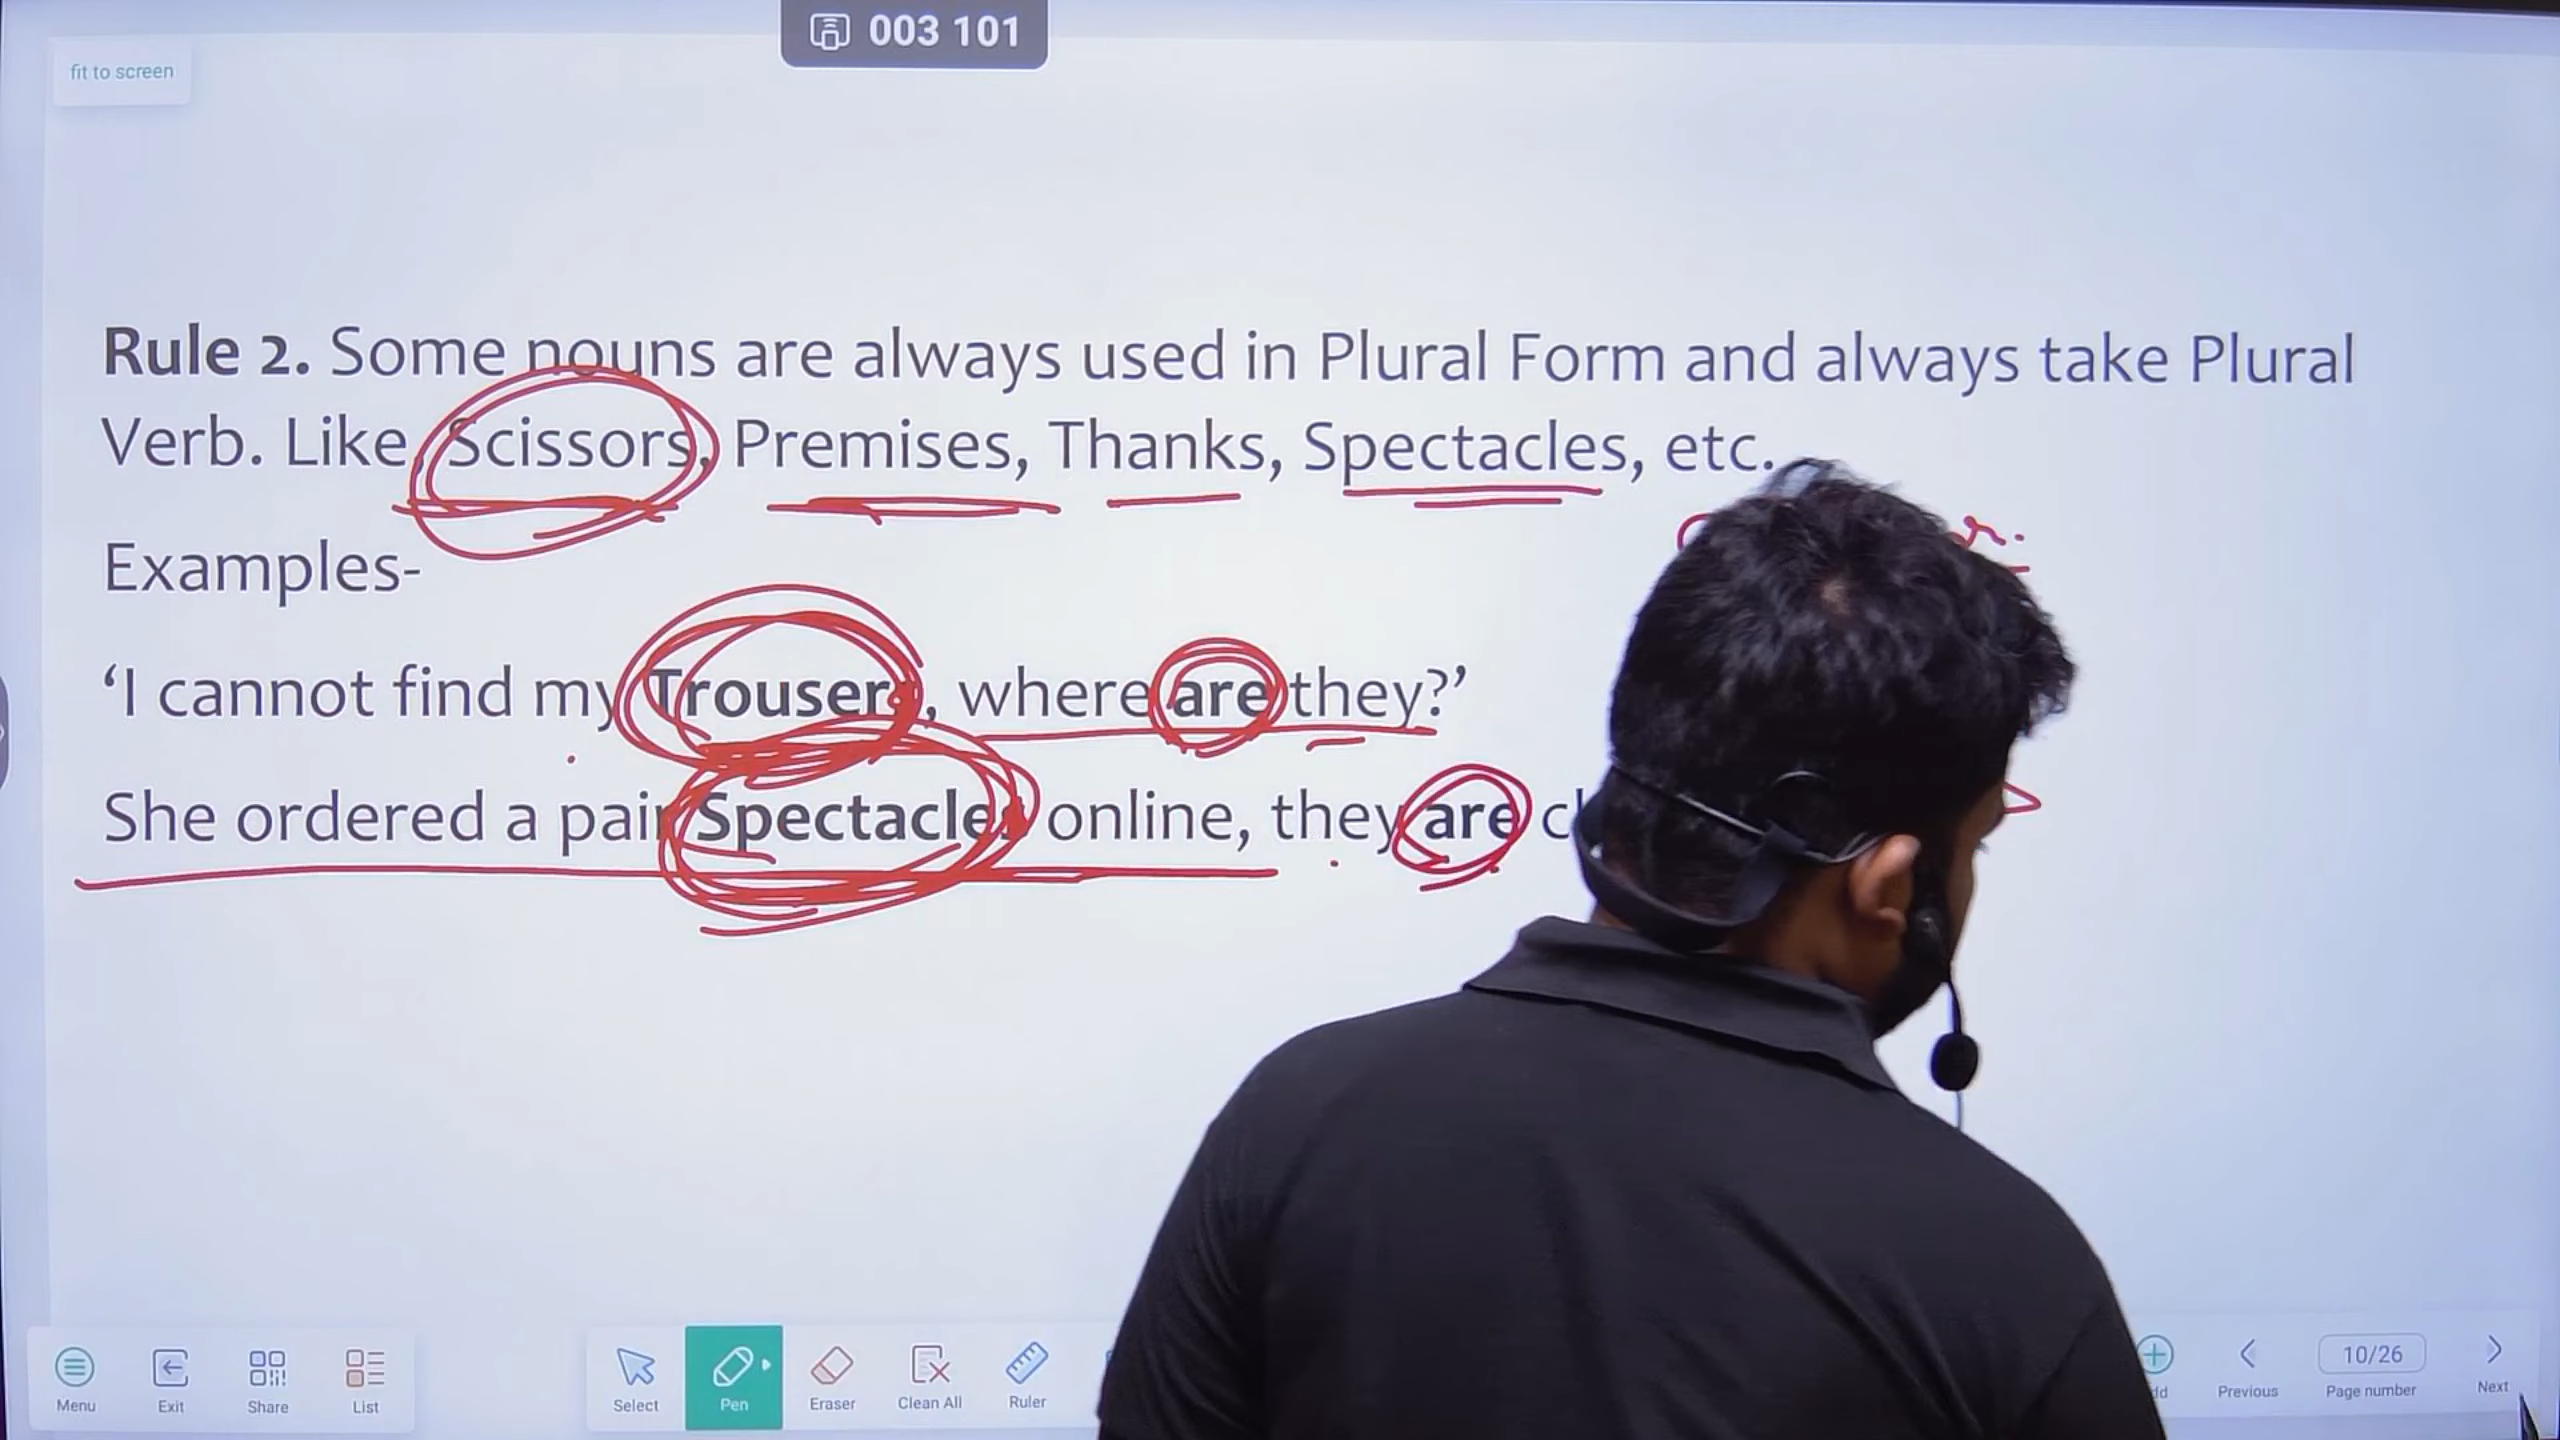 003 101
fit to screen
Rule 2. Some nouns are always used in Plural Form and always take Plural
Verb. Like, Scissors, Premises, Thanks, Spectacles, etc.
Examples-
‘I cannot find my Trousers, where are they?’
She ordered a pair Spectacles online, they are
Menu Exit Share List Select Pen Eraser Clean All Ruler Previous Page number Next
10/26